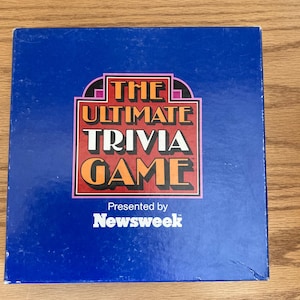 THE
ULTIMATE
TRIVIA
GAME
Presented by
Newsweek